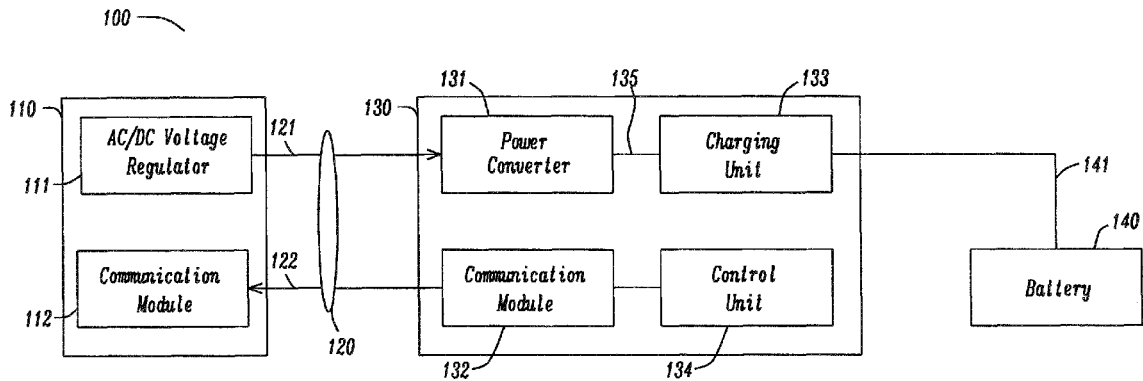 100
110
AC/DC Voltage
Regulator
111
121
120
122
Communication
Module
112
130
131
Power
Converter
135
133
Charging
Unit
141
140
Battery
Communication
Module
132
Control
Unit
134